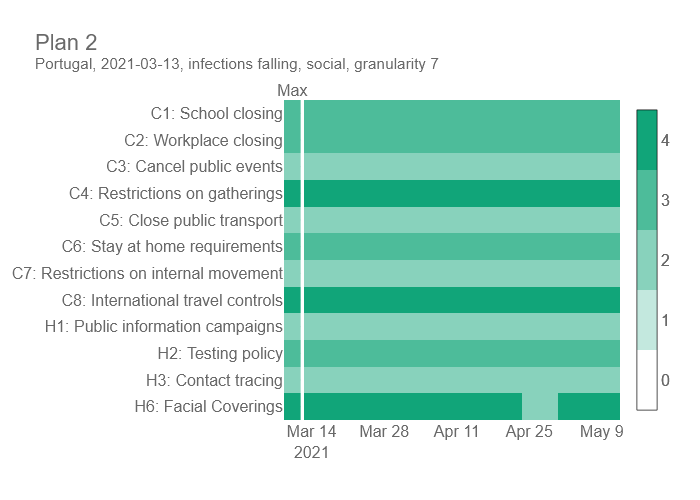 Plan 2
Portugal, 2021-03-13, infections falling, social, granularity 7
Max
C1: School closing
C2: Workplace closing
C3: Cancel public events
C4: Restrictions on gatherings
C5: Close public transport
C6: Stay at home requirements
C7: Restrictions on internal movement
C8: International travel controls
H1: Public information campaigns
H2: Testing policy
H3: Contact tracing
H6: Facial Coverings
4
3
2
1
0
Mar 14 Mar 28 Apr 11 Apr 25 May 9
2021